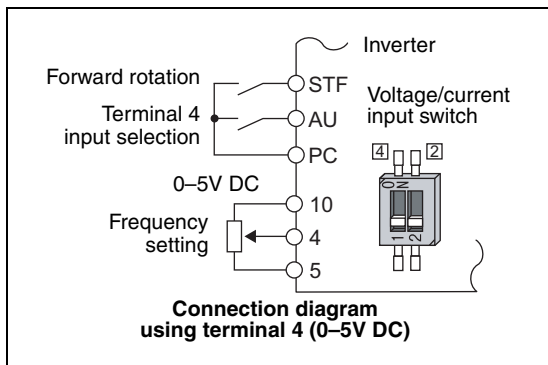 Inverter
Forward rotation
STF
Terminal 4
input selection
AU
PC
Voltage/current
input switch
4
2
ON
1 2
0–5V DC
10
Frequency
setting
4
5
Connection diagram
using terminal 4 (0–5V DC)